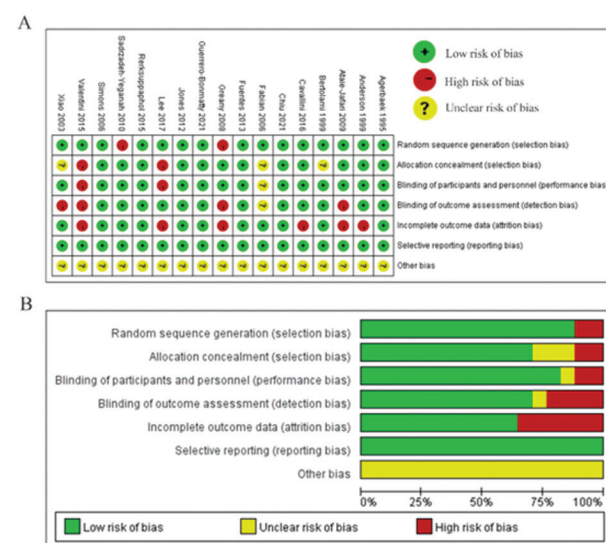 A
Low risk of bias
High risk of bias
Unclear risk of bias
Xiao 2003
Valentini 2015
Simons 2006
Sadrzadeh-Yeganah 2010
Rerksuppaphol 2015
Lee 2017
Jones 2012
Guerrero-Bonmatty 2021
Greany 2008
Fuentes 2013
Fabian 2006
Chiu 2021
Cavallini 2016
Bertolami 1999
Ataie-Jafari 2009
Anderson 1999
Agerbaek 1995
Random sequence generation (selection bias)
Allocation concealment (selection bias)
Blinding of participants and personnel (performance bias)
Blinding of outcome assessment (detection bias)
Incomplete outcome data (attrition bias)
Selective reporting (reporting bias)
Other bias
B
Random sequence generation (selection bias)
Allocation concealment (selection bias)
Blinding of participants and personnel (performance bias)
Blinding of outcome assessment (detection bias)
Incomplete outcome data (attrition bias)
Selective reporting (reporting bias)
Other bias
0% 25% 50% 75% 100%
Low risk of bias Unclear risk of bias High risk of bias